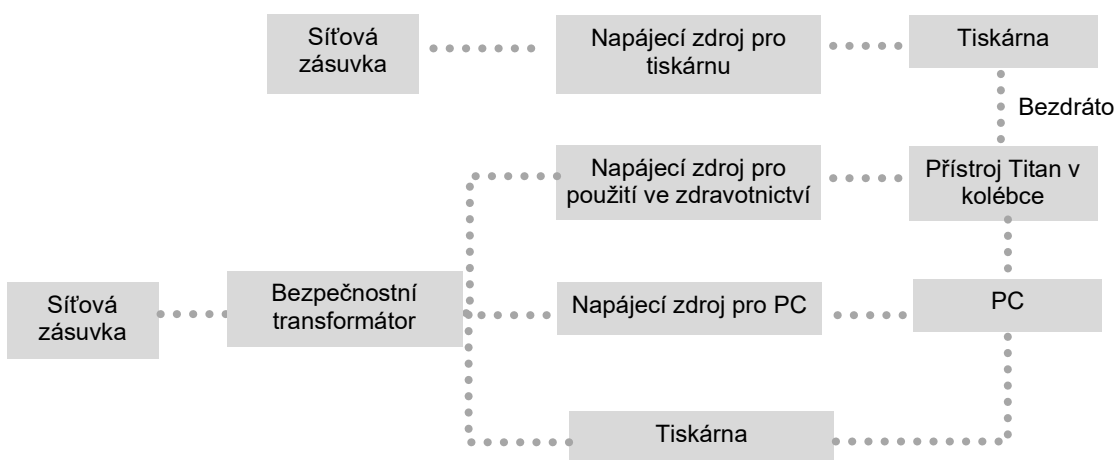 Síťová
zásuvka
Napájecí zdroj pro
tiskárnu
Tiskárna
Bezdráto
Napájecí zdroj pro
použití ve zdravotnictví
Přístroj Titan v
kolébce
Síťová
zásuvka
Bezpečnostní
transformátor
Napájecí zdroj pro PC
PC
Tiskárna